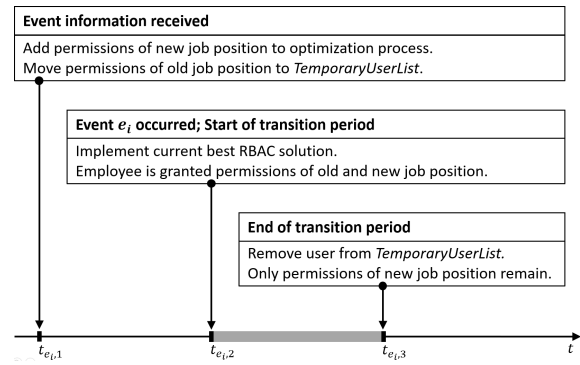 Event information received
Add permissions of new job position to optimization process.
Move permissions of old job position to TemporaryUserList.
Event e_i occurred; Start of transition period
Implement current best RBAC solution.
Employee is granted permissions of old and new job position.
End of transition period
Remove user from TemporaryUserList.
Only permissions of new job position remain.
t_{e_i,1} t_{e_i,2} t_{e_i,3} t